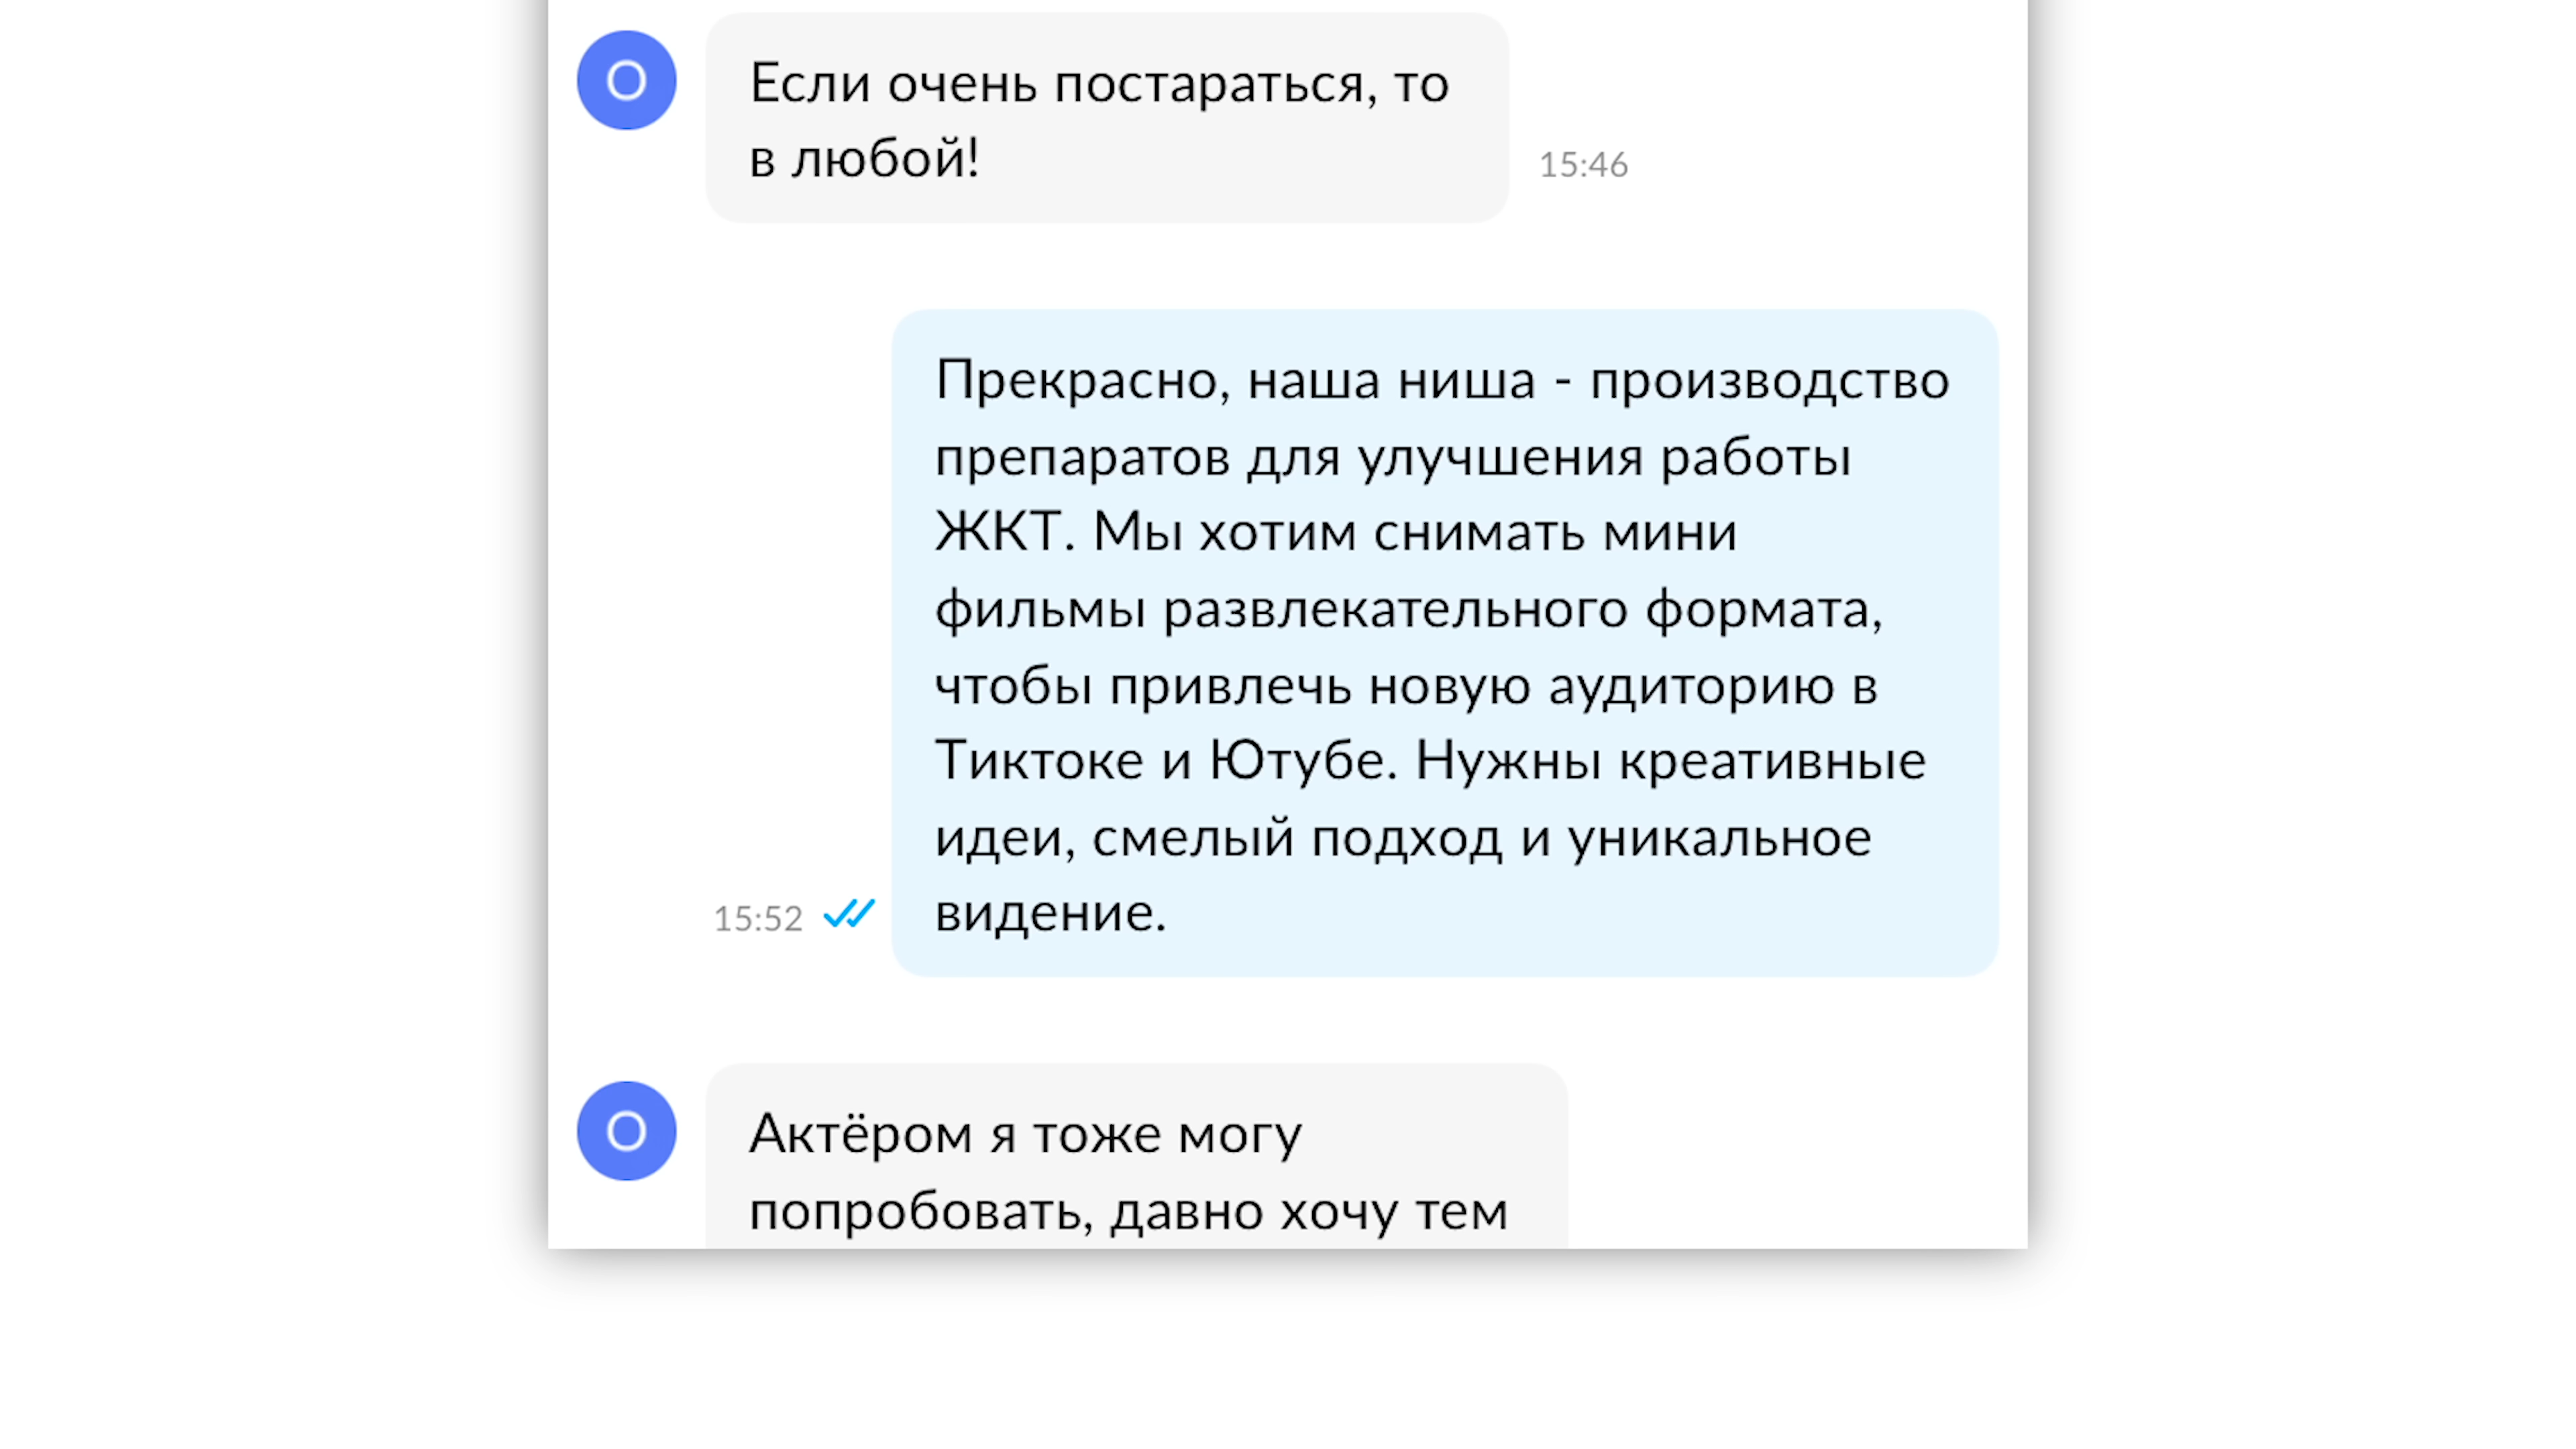 О
Если очень постараться, то
в любой!
15:46
Прекрасно, наша ниша - производство
препаратов для улучшения работы
ЖКТ. Мы хотим снимать мини
фильмы развлекательного формата,
чтобы привлечь новую аудиторию в
Тиктоке и Ютубе. Нужны креативные
идеи, смелый подход и уникальное
видение.
15:52
О
Актёром я тоже могу
попробовать, давно хочу тем